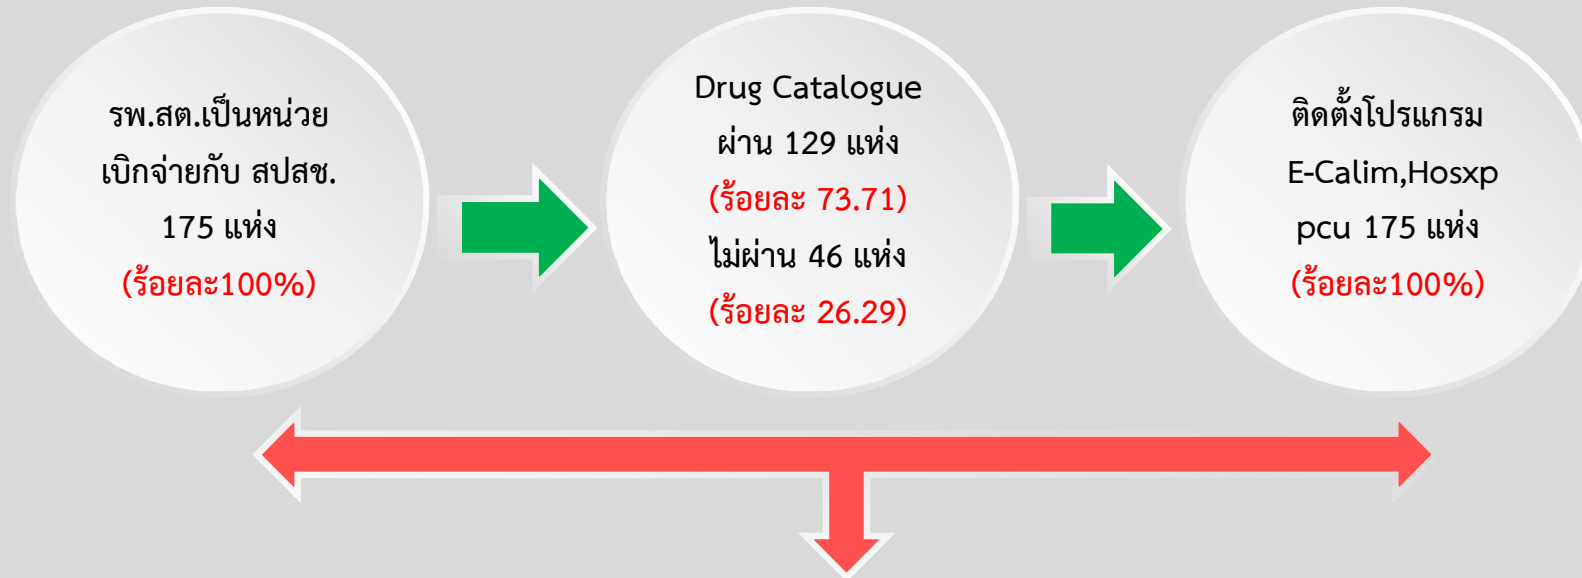 รพ.สต.เป็นหน่วย
เบิกจ่ายกับ สปสช.
175 แห่ง
(ร้อยละ100%)
Drug Catalogue
ผ่าน 129 แห่ง
(ร้อยละ 73.71)
ไม่ผ่าน 46 แห่ง
(ร้อยละ 26.29)
ติดตั้งโปรแกรม
E-Calim,Hosxp
pcu 175 แห่ง
(ร้อยละ100%)